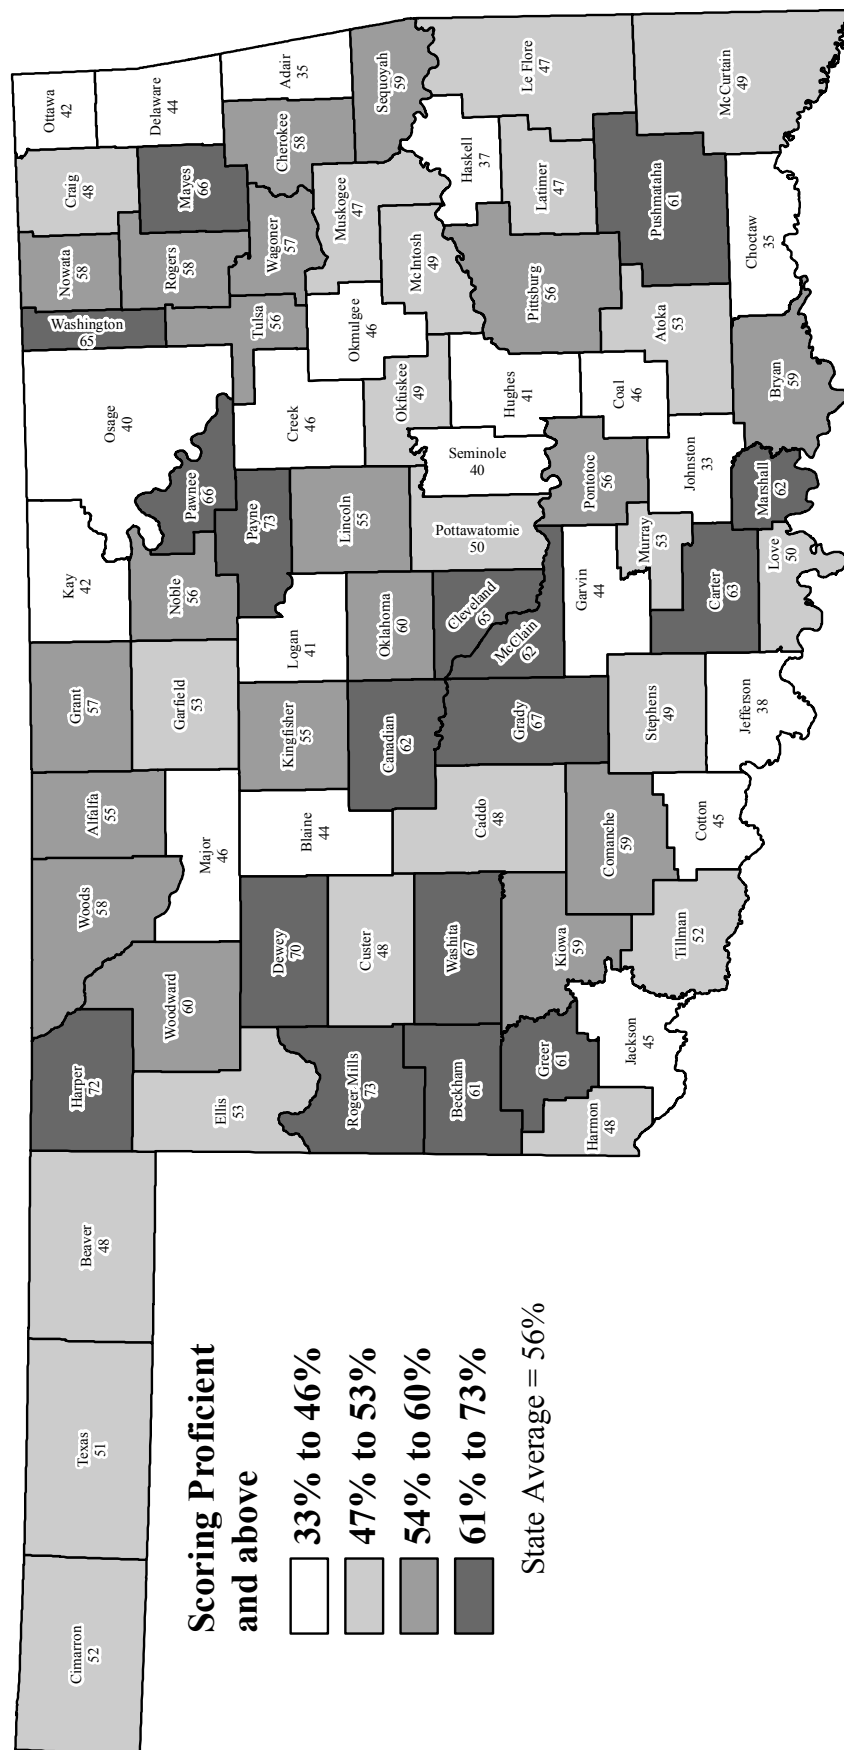 Cimarron
52
Texas
51
Beaver
48
Harper
72
Woods
58
Alfalfa
55
Grant
57
Kay
42
Osage
40
Washington
65
Nowata
58
Craig
48
Ottawa
42
Ellis
53
Woodward
60
Major
46
Garfield
53
Noble
56
Pawnee
66
Rogers
58
Mayes
66
Delaware
44
Roger Mills
73
Dewey
70
Blaine
44
Kingfisher
55
Logan
41
Payne
73
Creek
46
Tulsa
56
Wagoner
57
Cherokee
58
Adair
35
Custer
48
Canadian
62
Oklahoma
60
Lincoln
55
Okfuskee
49
Okmulgee
46
Muskogee
47
Sequoyah
59
Beckham
61
Washita
67
Caddo
48
Grady
67
McClain
62
Cleveland
65
Pottawatomie
50
Seminole
40
Hughes
41
McIntosh
49
Haskell
37
Le Flore
47
Harmon
48
Greer
61
Kiowa
59
Comanche
59
Stephens
49
Garvin
44
Pontotoc
56
Coal
46
Pittsburg
56
Latimer
47
Jackson
45
Tillman
52
Cotton
45
Jefferson
38
Carter
63
Murray
53
Johnston
33
Atoka
53
Pushmataha
61
McCurtain
49
Love
50
Marshall
62
Bryan
59
Choctaw
35
Scoring Proficient
and above
33% to 46%
47% to 53%
54% to 60%
61% to 73%
State Average = 56%